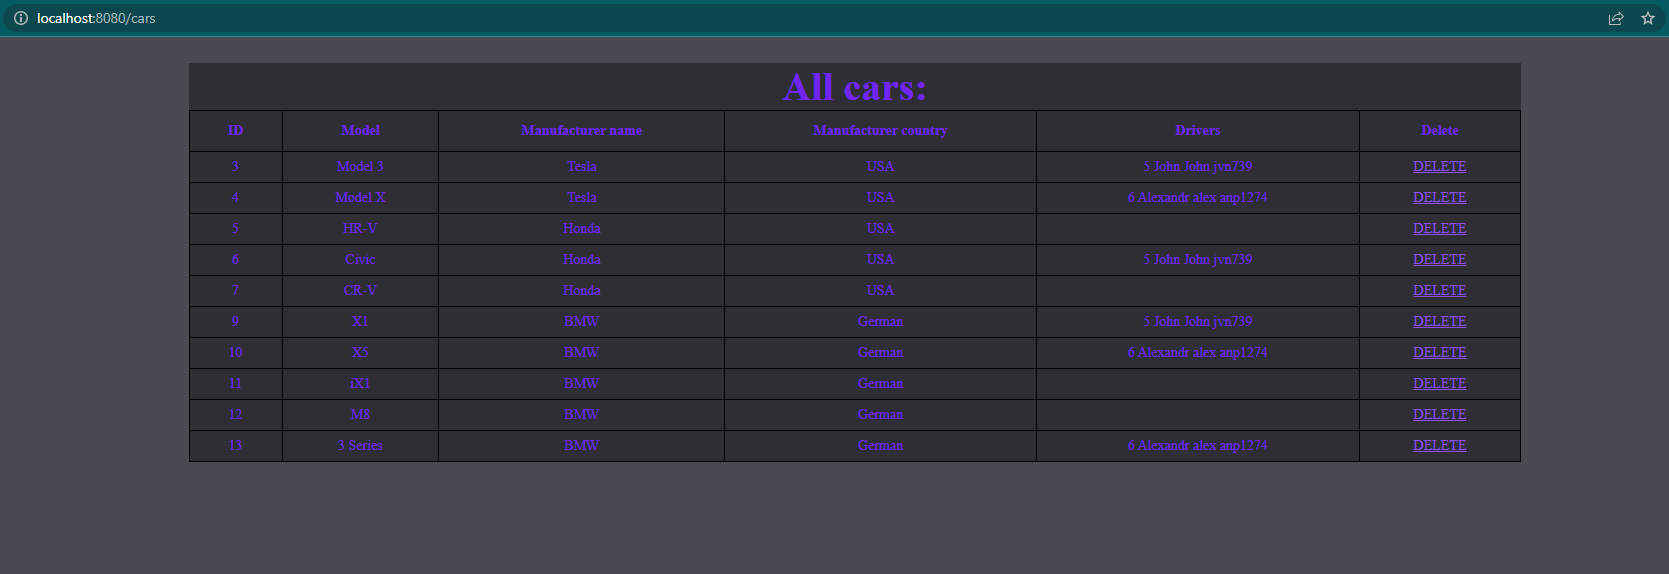 localhost:8080/cars
All cars:
ID Model Manufacturer name Manufacturer country Drivers Delete
3 Model 3 Tesla USA 5 John John jvn739 DELETE
4 Model X Tesla USA 6 Alexandr alex anp1274 DELETE
5 HR-V Honda USA DELETE
6 Civic Honda USA 5 John John jvn739 DELETE
7 CR-V Honda USA DELETE
9 X1 BMW German 5 John John jvn739 DELETE
10 X5 BMW German 6 Alexandr alex anp1274 DELETE
11 iX1 BMW German DELETE
12 M8 BMW German DELETE
13 3 Series BMW German 6 Alexandr alex anp1274 DELETE